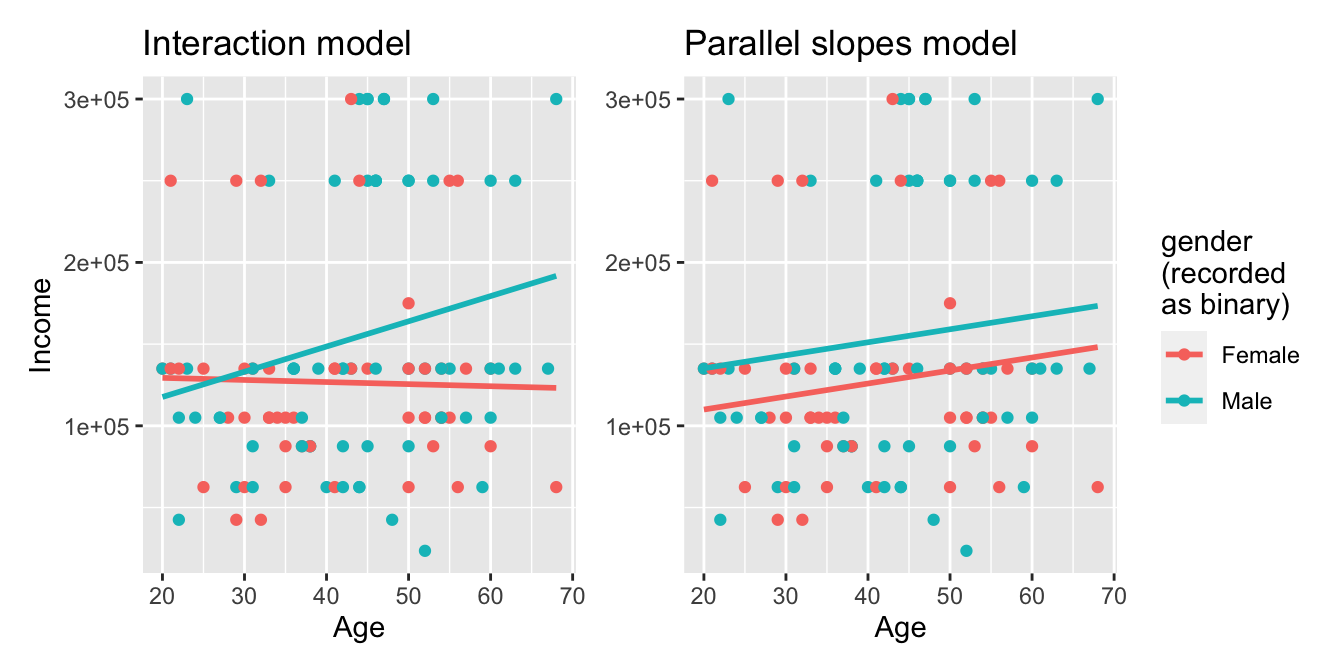 Interaction model
Parallel slopes model
3e+05
2e+05
1e+05
Income
20 30 40 50 60 70
Age
3e+05
2e+05
1e+05
20 30 40 50 60 70
Age
gender
(recorded
as binary)
Female
Male